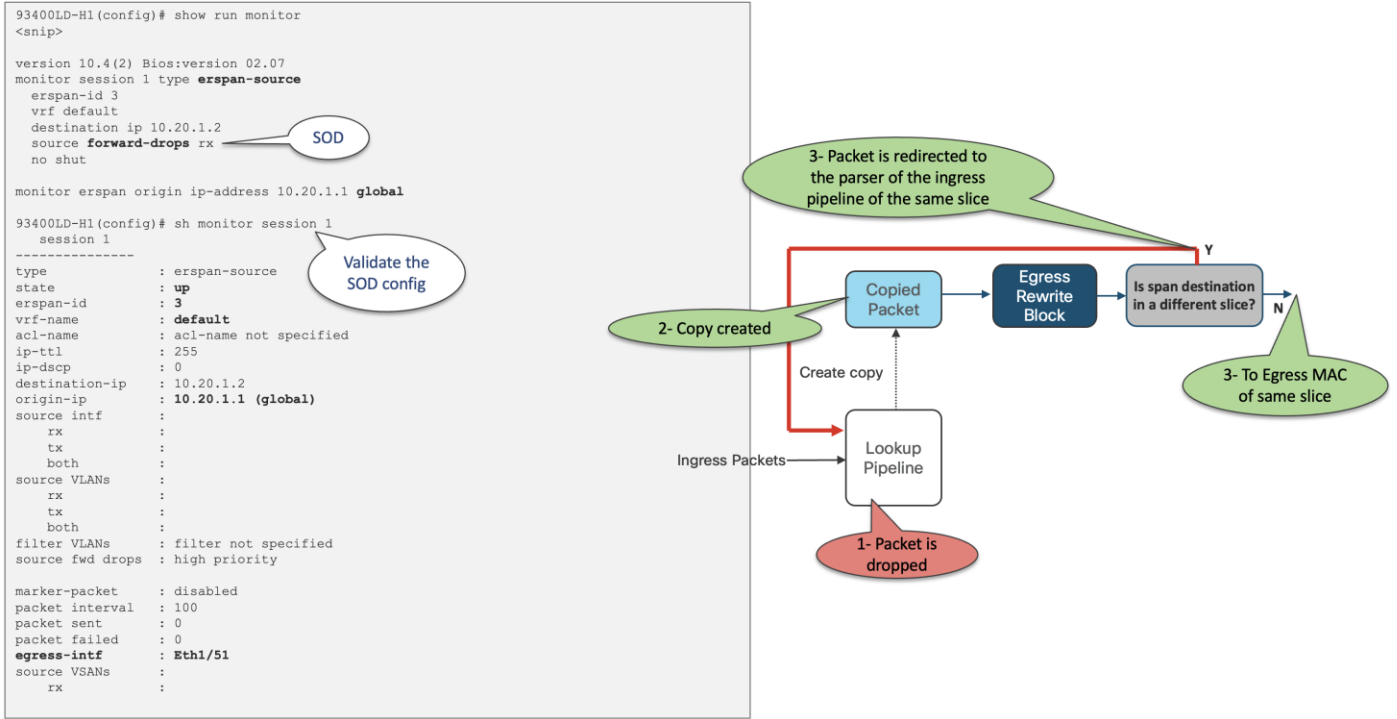 93400LD-H1(config)# show run monitor
<snip>
version 10.4(2) Bios:version 02.07
monitor session 1 type erspan-source
erspan-id 3
vrf default
destination ip 10.20.1.2
source forward-drops rx
no shut
SOD
monitor erspan origin ip-address 10.20.1.1 global
93400LD-H1(config)# sh monitor session 1
session 1
---------------
Validate the
SOD config
type : erspan-source
state : up
erspan-id : 3
vrf-name : default
acl-name : acl-name not specified
ip-ttl : 255
ip-dscp : 0
destination-ip : 10.20.1.2
origin-ip : 10.20.1.1 (global)
source intf :
rx :
tx :
both :
source VLANs :
rx :
tx :
both :
filter VLANs : filter not specified
source fwd drops : high priority
marker-packet : disabled
packet interval : 100
packet sent : 0
packet failed : 0
egress-intf : Eth1/51
source VSANs :
rx :
3- Packet is redirected to
the parser of the ingress
pipeline of the same slice
Y
Copied
Packet
Egress
Rewrite
Block
Is span destination
in a different slice?
N
2- Copy created
Create copy
3- To Egress MAC
of same slice
Ingress Packets
Lookup
Pipeline
1- Packet is
dropped